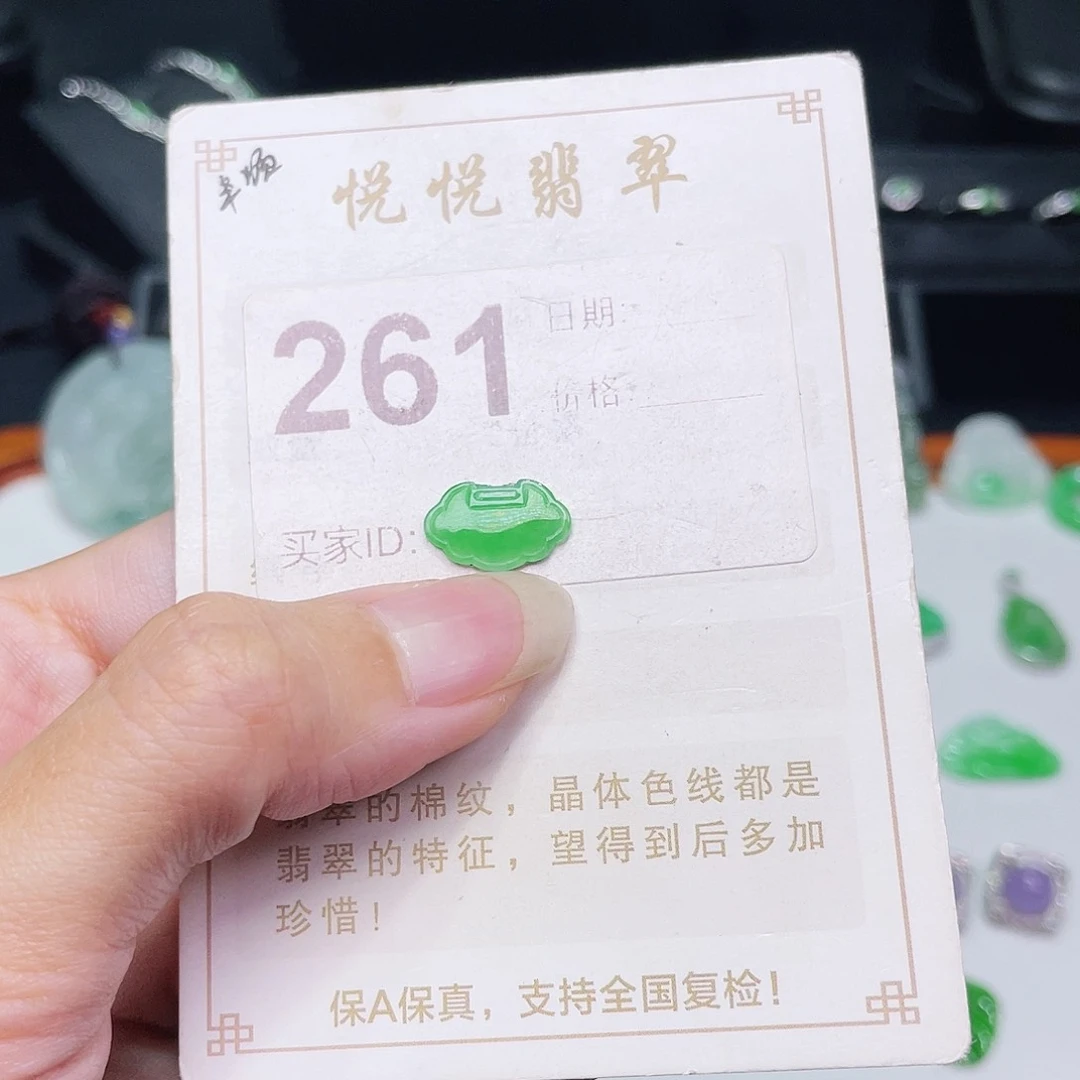 悦悦翡翠
261
日期:
价格:
买家ID:
翡翠的棉纹，晶体色线都是
翡翠的特征，望得到后多加
珍惜！
保A保真，支持全国复检！